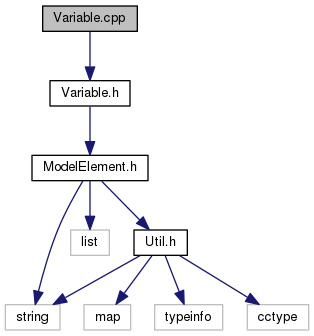 Variable.cpp
Variable.h
ModelElement.h
list
Util.h
string
map
typeinfo
cctype